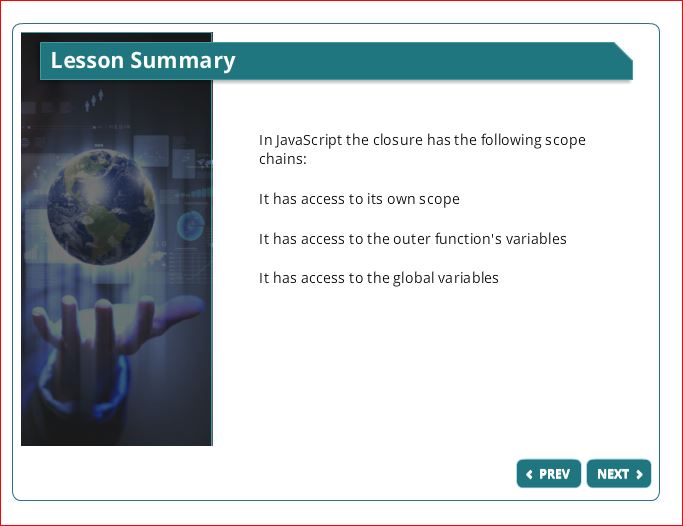 Lesson Summary
In JavaScript the closure has the following scope
chains:
It has access to its own scope
It has access to the outer function's variables
It has access to the global variables
PREV
NEXT